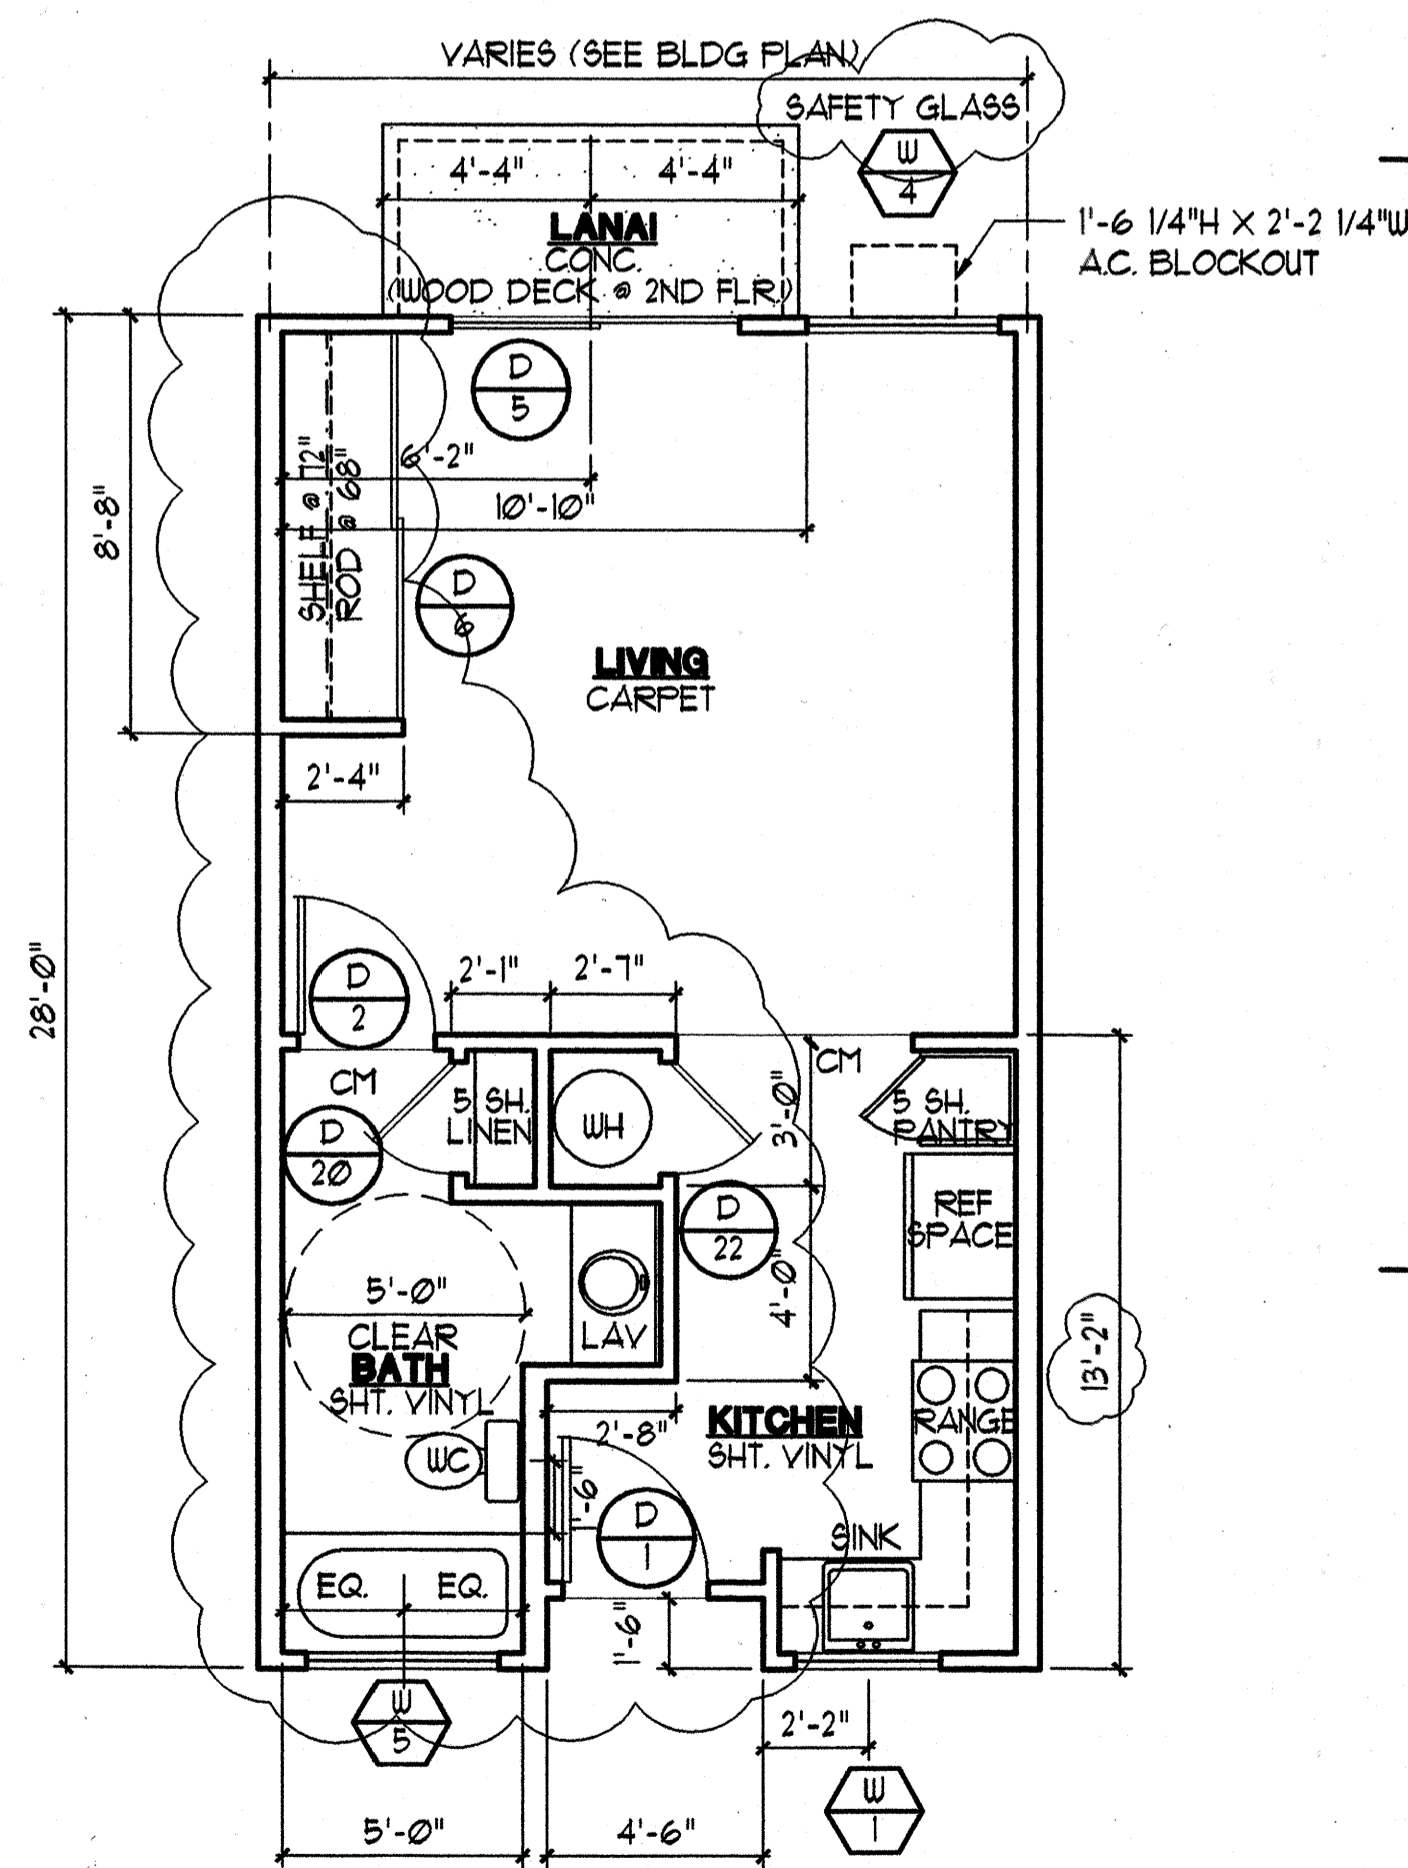 VARIES (SEE BLDG PLAN)
SAFETY GLASS
W
4
4'-4"
4'-4"
LANAI
CONC.
(WOOD DECK @ 2ND FLR.)
1'-6 1/4"H X 2'-2 1/4"W
A.C. BLOCKOUT
D
5
6'-2"
10'-10"
SHELF @ 72"
ROD @ 68"
8'-8"
D
6
LIVING
CARPET
2'-4"
28'-0"
D
2
2'-1"
2'-7"
CM
CM
5 SH.
LINEN
WH
3'-0"
5 SH.
PANTRY
D
20
REF
SPACE
D
22
4'-0"
5'-0"
CLEAR
BATH
SHT. VINYL
LAV
13'-2"
RANGE
KITCHEN
SHT. VINYL
2'-8"
WC
1'-6"
D
1
SINK
EQ.
EQ.
1'-6"
W
5
2'-2"
W
1
5'-0"
4'-6"